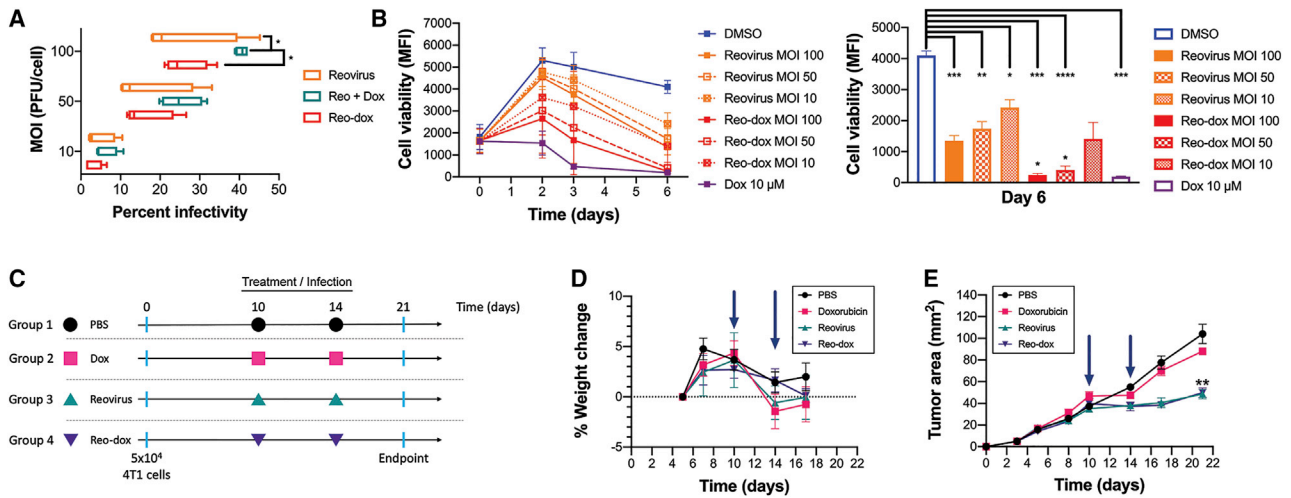 A
MOI (PFU/cell)
100
50
10
0 10 20 30 40 50
Percent infectivity
*
*
Reovirus
Reo + Dox
Reo-dox
B
Cell viability (MFI)
7000
6000
5000
4000
3000
2000
1000
0
0 1 2 3 4 5 6
Time (days)
DMSO
Reovirus MOI 100
Reovirus MOI 50
Reovirus MOI 10
Reo-dox MOI 100
Reo-dox MOI 50
Reo-dox MOI 10
Dox 10 µM
Cell viability (MFI)
5000
4000
3000
2000
1000
0
*** ** * *** **** ***
* *
Day 6
DMSO
Reovirus MOI 100
Reovirus MOI 50
Reovirus MOI 10
Reo-dox MOI 100
Reo-dox MOI 50
Reo-dox MOI 10
Dox 10 µM
C
Treatment / Infection
0 10 14 21 Time (days)
Group 1 PBS
Group 2 Dox
Group 3 Reovirus
Group 4 Reo-dox
5x10⁴ Endpoint
4T1 cells
D
% Weight change
10
5
0
-5
0 2 4 6 8 10 12 14 16 18 20 22
Time (days)
PBS
Doxorubicin
Reovirus
Reo-dox
E
Tumor area (mm²)
140
120
100
80
60
40
20
0
0 2 4 6 8 10 12 14 16 18 20 22
Time (days)
PBS
Doxorubicin
Reovirus
Reo-dox
**